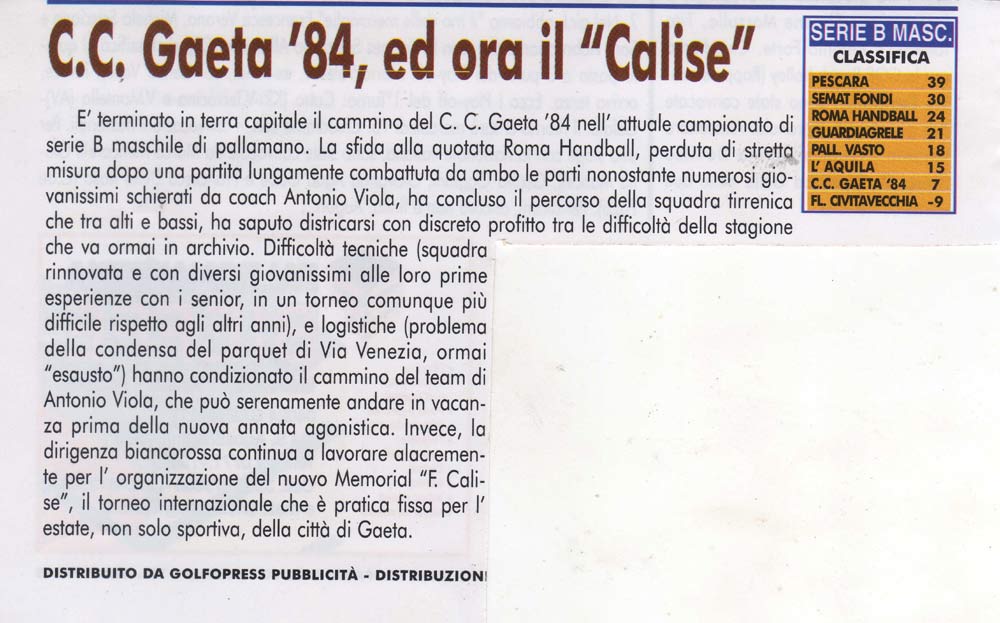 C.C. Gaeta '84, ed ora il "Calise"
E' terminato in terra capitale il cammino del C. C. Gaeta '84 nell' attuale campionato di
serie B maschile di pallamano. La sfida alla quotata Roma Handball, perduta di stretta
misura dopo una partita lungamente combattuta da ambo le parti nonostante numerosi gio-
vanissimi schierati da coach Antonio Viola, ha concluso il percorso della squadra tirrenica
che tra alti e bassi, ha saputo districarsi con discreto profitto tra le difficoltà della stagione
che va ormai in archivio. Difficoltà tecniche (squadra
rinnovata e con diversi giovanissimi alle loro prime
esperienze con i senior, in un torneo comunque più
difficile rispetto agli altri anni), e logistiche (problema
della condensa del parquet di Via Venezia, ormai
"esausto") hanno condizionato il cammino del team di
Antonio Viola, che può serenamente andare in vacan-
za prima della nuova annata agonistica. Invece, la
dirigenza biancorossa continua a lavorare alacremen-
te per l' organizzazione del nuovo Memorial "F. Cali-
se", il torneo internazionale che è pratica fissa per l'
estate, non solo sportiva, della città di Gaeta.
DISTRIBUITO DA GOLFOPRESS PUBBLICITÀ - DISTRIBUZION
SERIE B MASC.
CLASSIFICA
PESCARA 39
SEMAT FONDI 30
ROMA HANDBALL 24
GUARDIAGRELE 21
PALL. VASTO 18
L' AQUILA 15
C.C. GAETA '84 7
FL. CIVITAVECCHIA -9